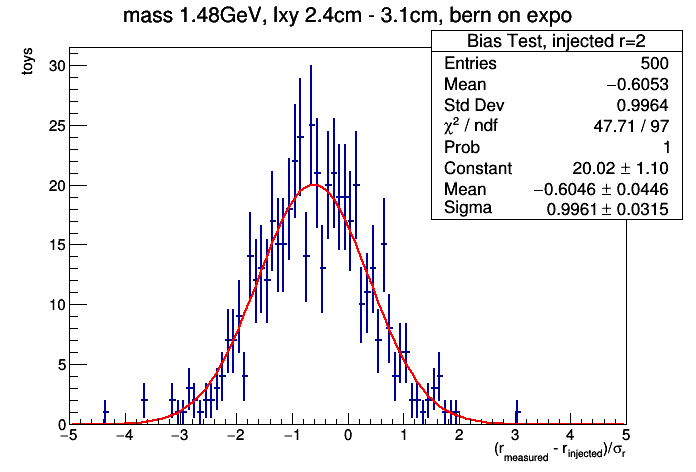 mass 1.48GeV, lxy 2.4cm - 3.1cm, bern on expo
Bias Test, injected r=2
Entries 500
Mean −0.6053
Std Dev 0.9964
χ² / ndf 47.71 / 97
Prob 1
Constant 20.02 ± 1.10
Mean −0.6046 ± 0.0446
Sigma 0.9961 ± 0.0315
toys
30
25
20
15
10
5
0
−5 −4 −3 −2 −1 0 1 2 3 4 5
(r_measured - r_injected)/σ_r